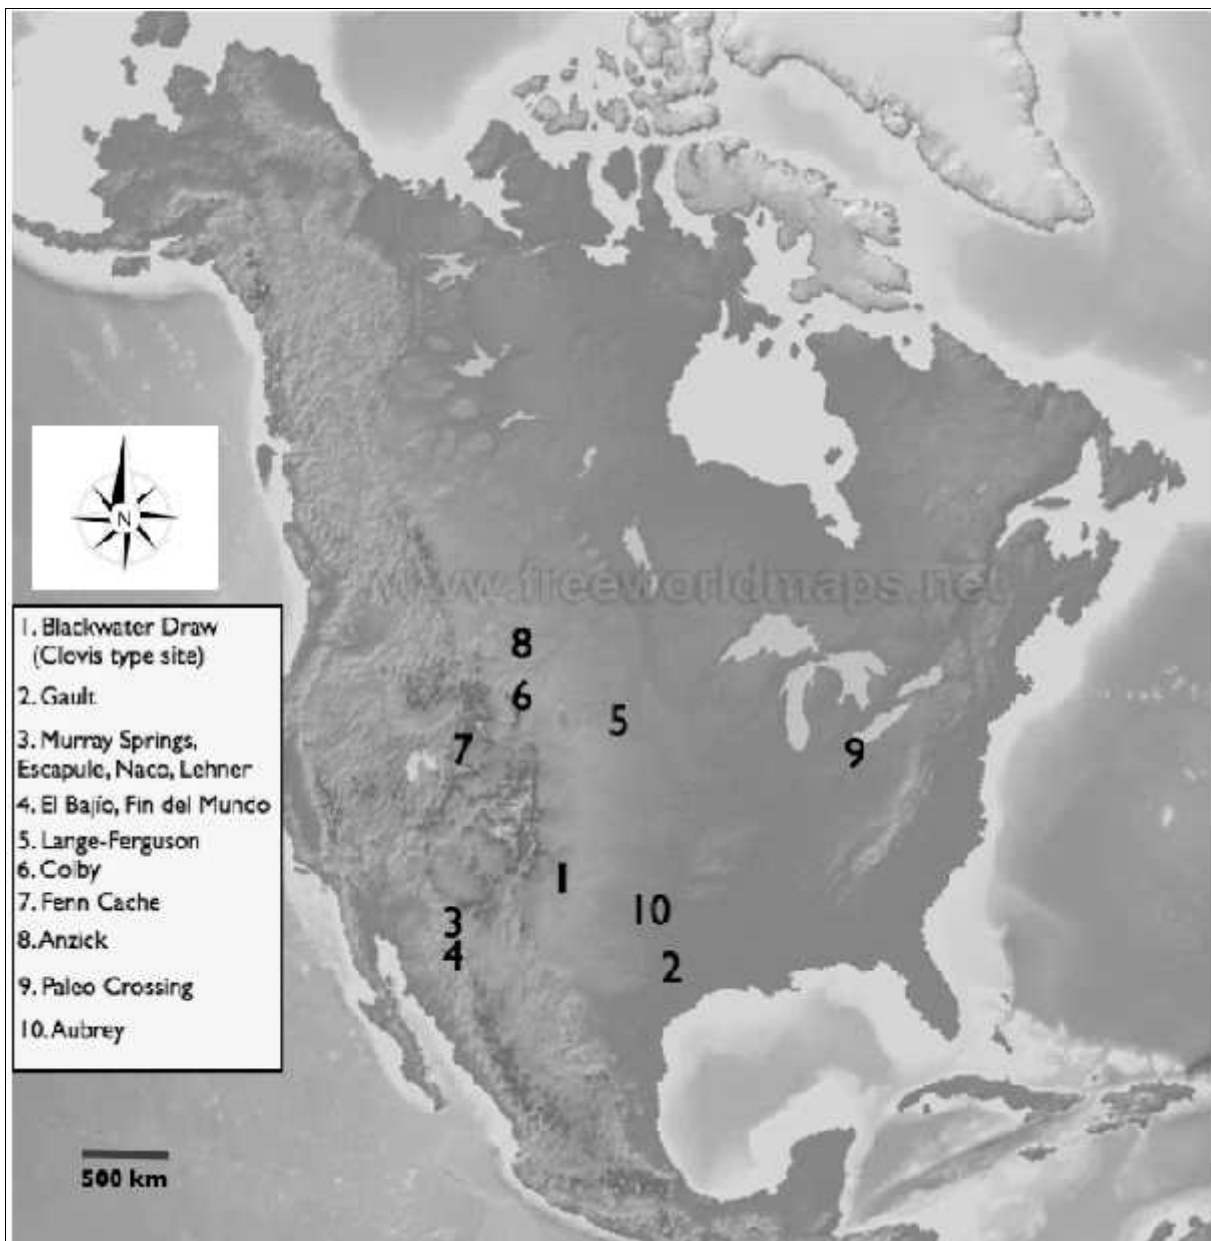 N
www.freeworldmaps.net
1. Blackwater Draw
(Clovis type site)
2. Gault
3. Murray Springs,
Escapule, Naco, Lehner
4. El Bajío, Fin del Mundo
5. Lange-Ferguson
6. Colby
7. Fenn Cache
8. Anzick
9. Paleo Crossing
10. Aubrey
8
6
5
7
9
1
3
10
4
2
500 km